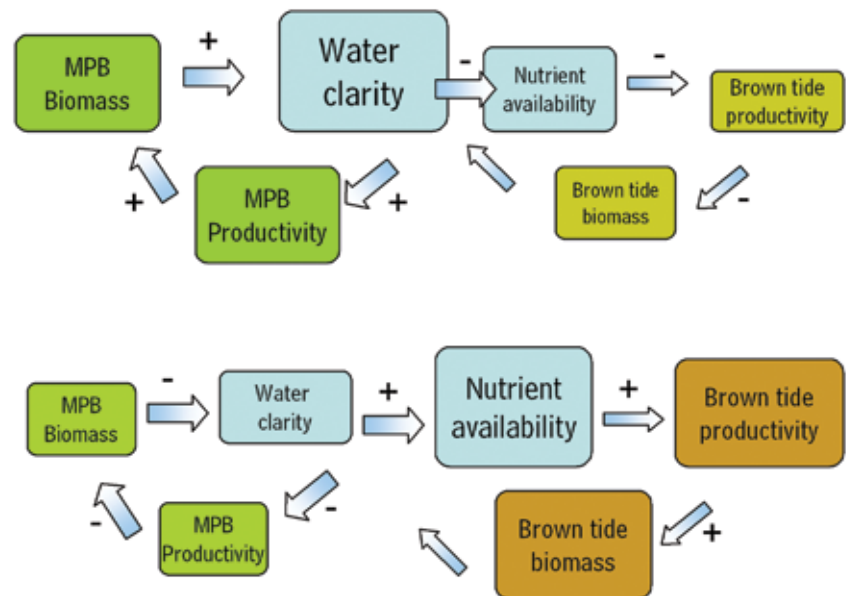 MPB
Biomass
+
Water
clarity
-
Nutrient
availability
-
Brown tide
productivity
+
MPB
Productivity
+
Brown tide
biomass
-
MPB
Biomass
-
Water
clarity
+
Nutrient
availability
+
Brown tide
productivity
-
MPB
Productivity
-
Brown tide
biomass
+